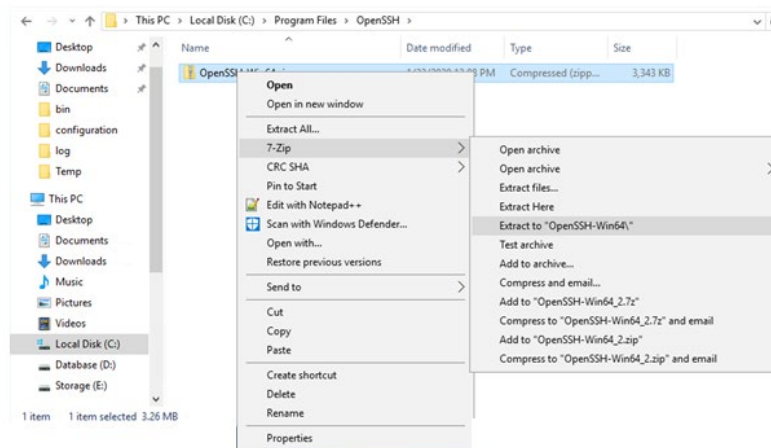 This PC > Local Disk (C:) > Program Files > OpenSSH >
Name Date modified Type Size
Desktop
Downloads
Documents
bin
configuration
log
Temp
This PC
Desktop
Documents
Downloads
Music
Pictures
Videos
Local Disk (C:)
Database (D:)
Storage (E:)
PM Compressed (zipp... 3,343 KB
Open
Open in new window
Extract All...
7-Zip
CRC SHA
Pin to Start
Edit with Notepad++
Scan with Windows Defender...
Open with...
Restore previous versions
Send to
Cut
Copy
Paste
Create shortcut
Delete
Rename
Properties
Open archive
Open archive
Extract files...
Extract Here
Extract to "OpenSSH-Win64\"
Test archive
Add to archive...
Compress and email...
Add to "OpenSSH-Win64_2.7z"
Compress to "OpenSSH-Win64_2.7z" and email
Add to "OpenSSH-Win64_2.zip"
Compress to "OpenSSH-Win64_2.zip" and email
1 item 1 item selected 3.26 MB